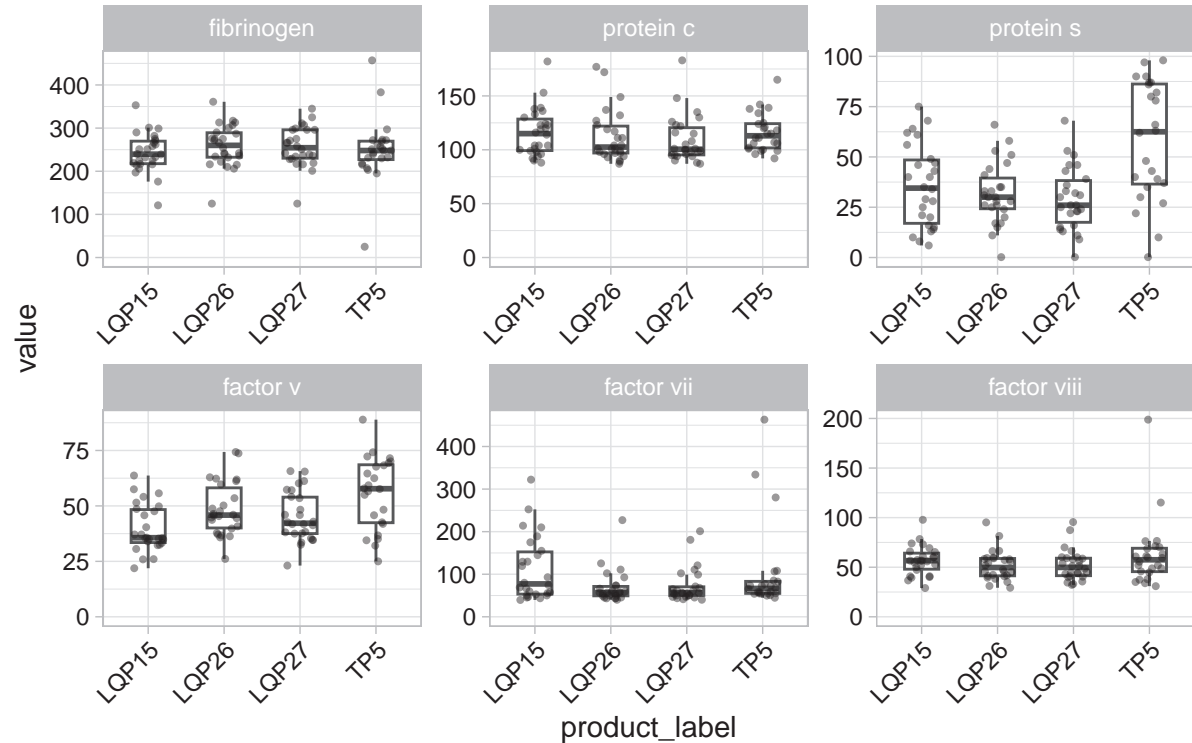 fibrinogen
protein c
protein s
400
300
200
100
0
150
100
50
0
100
75
50
25
0
LQP15
LQP26
LQP27
TP5
LQP15
LQP26
LQP27
TP5
LQP15
LQP26
LQP27
TP5
value
factor v
factor vii
factor viii
75
50
25
0
400
300
200
100
0
200
150
100
50
0
LQP15
LQP26
LQP27
TP5
LQP15
LQP26
LQP27
TP5
LQP15
LQP26
LQP27
TP5
product_label